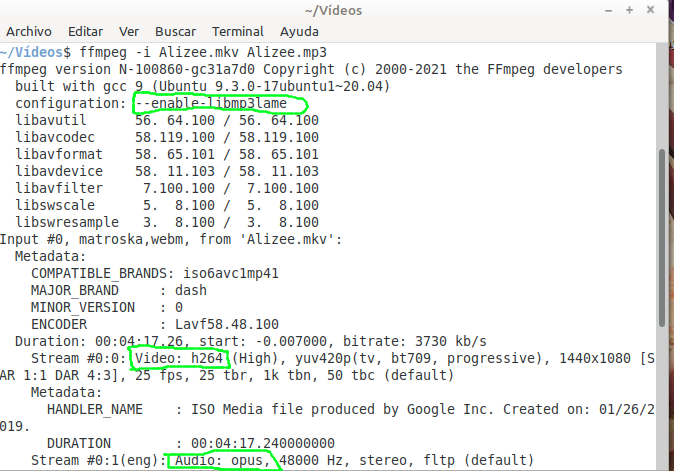 ~/Vídeos
Archivo Editar Ver Buscar Terminal Ayuda
~/Vídeos$ ffmpeg -i Alizee.mkv Alizee.mp3
ffmpeg version N-100860-gc31a7d0 Copyright (c) 2000-2021 the FFmpeg developers
built with gcc 9 (Ubuntu 9.3.0-17ubuntu1~20.04)
configuration: --enable-libmp3lame
libavutil 56. 64.100 / 56. 64.100
libavcodec 58.119.100 / 58.119.100
libavformat 58. 65.101 / 58. 65.101
libavdevice 58. 11.103 / 58. 11.103
libavfilter 7.100.100 / 7.100.100
libswscale 5. 8.100 / 5. 8.100
libswresample 3. 8.100 / 3. 8.100
Input #0, matroska,webm, from 'Alizee.mkv':
Metadata:
COMPATIBLE_BRANDS: iso6avc1mp41
MAJOR_BRAND : dash
MINOR_VERSION : 0
ENCODER : Lavf58.48.100
Duration: 00:04:17.26, start: -0.007000, bitrate: 3730 kb/s
Stream #0:0: Video: h264 (High), yuv420p(tv, bt709, progressive), 1440x1080 [S
AR 1:1 DAR 4:3], 25 fps, 25 tbr, 1k tbn, 50 tbc (default)
Metadata:
HANDLER_NAME : ISO Media file produced by Google Inc. Created on: 01/26/2
019.
DURATION : 00:04:17.240000000
Stream #0:1(eng): Audio: opus, 48000 Hz, stereo, fltp (default)